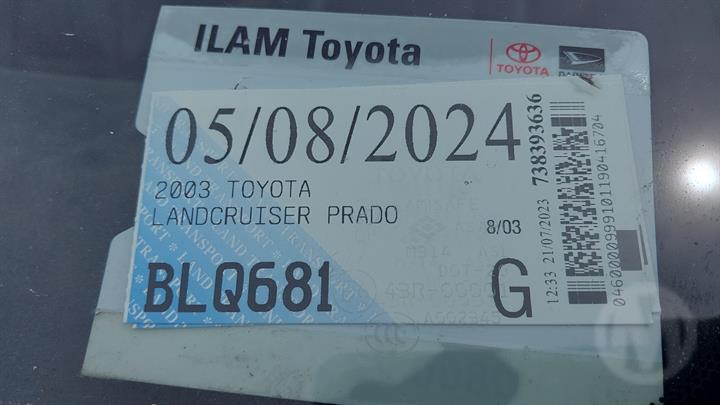 ILAM Toyota
TOYOTA
05/08/2024
2003 TOYOTA
LANDCRUISER PRADO
8/03
BLQ681
G
738393636
12:33 21/07/2023
04600000999101190416704